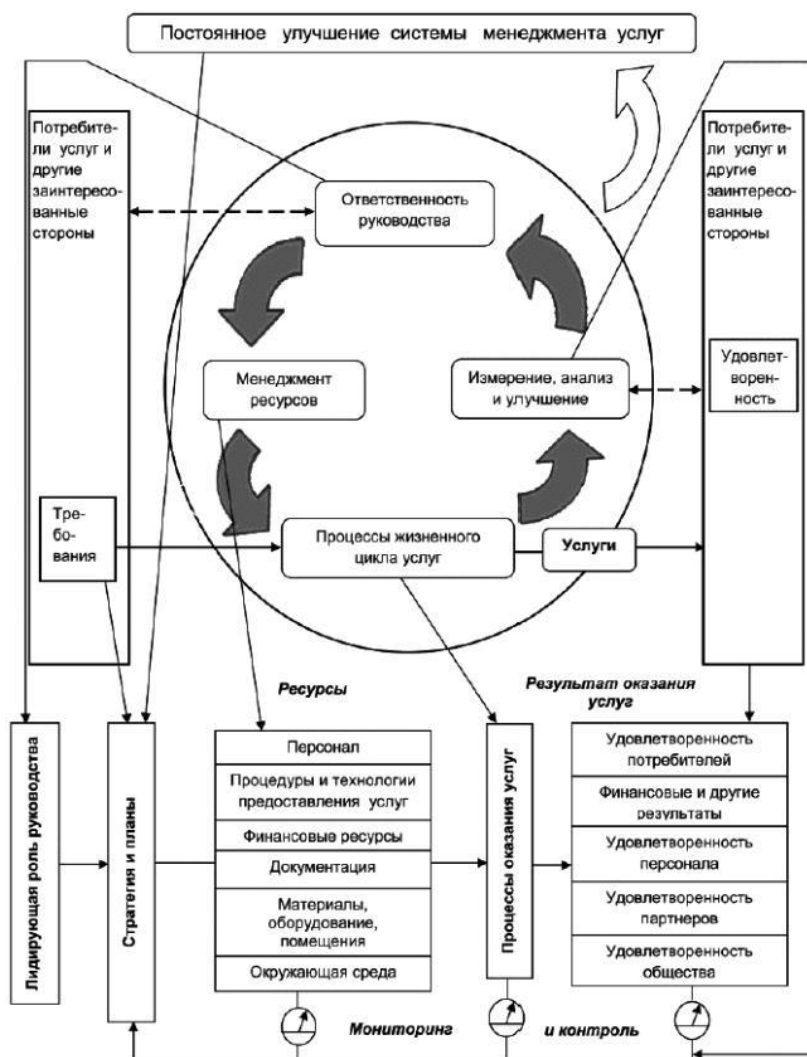 Постоянное улучшение системы менеджмента услуг
Потребите-
ли услуг и
другие
заинтересо-
ванные
стороны
Потребите-
ли услуг и
другие
заинтересо-
ванные
стороны
Ответственность
руководства
Менеджмент
ресурсов
Измерение, анализ
и улучшение
Удовлет-
ворен-
ность
Тре-
бо-
вания
Процессы жизненного
цикла услуг
Услуги
Ресурсы
Результат оказания
услуг
Лидирующая роль руководства
Стратегия и планы
Персонал
Процедуры и технологии
предоставления услуг
Финансовые ресурсы
Документация
Материалы,
оборудование,
помещения
Окружающая среда
Процессы оказания услуг
Удовлетворенность
потребителей
Финансовые и другие
результаты
Удовлетворенность
персонала
Удовлетворенность
партнеров
Удовлетворенность
общества
Мониторинг
и контроль